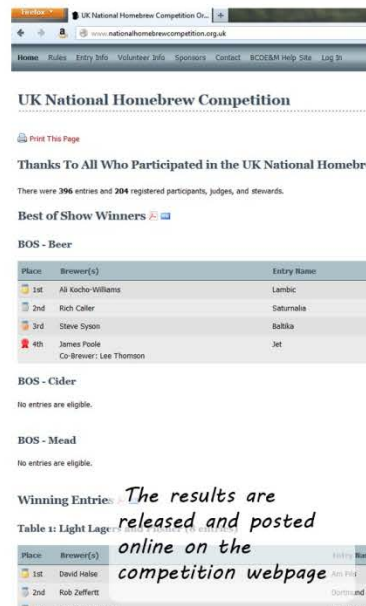 Firefox
UK National Homebrew Competition Or...
www.nationalhomebrewcompetition.org.uk
Home Rules Entry Info Volunteer Info Sponsors Contact BCOE&M Help Site Log In
UK National Homebrew Competition
Print This Page
Thanks To All Who Participated in the UK National Homebr
There were 396 entries and 204 registered participants, judges, and stewards.
Best of Show Winners
BOS - Beer
Place Brewer(s) Entry Name
1st Ali Kocho-Williams Lambic
2nd Rich Caller Saturnalia
3rd Steve Syson Baltika
4th James Poole Jet
Co-Brewer: Lee Thomson
BOS - Cider
No entries are eligible.
BOS - Mead
No entries are eligible.
Winning Entries
The results are
released and posted
online on the
competition webpage
Table 1: Light Lagers and
Place Brewer(s)
1st David Halse
2nd Rob Zeffertt